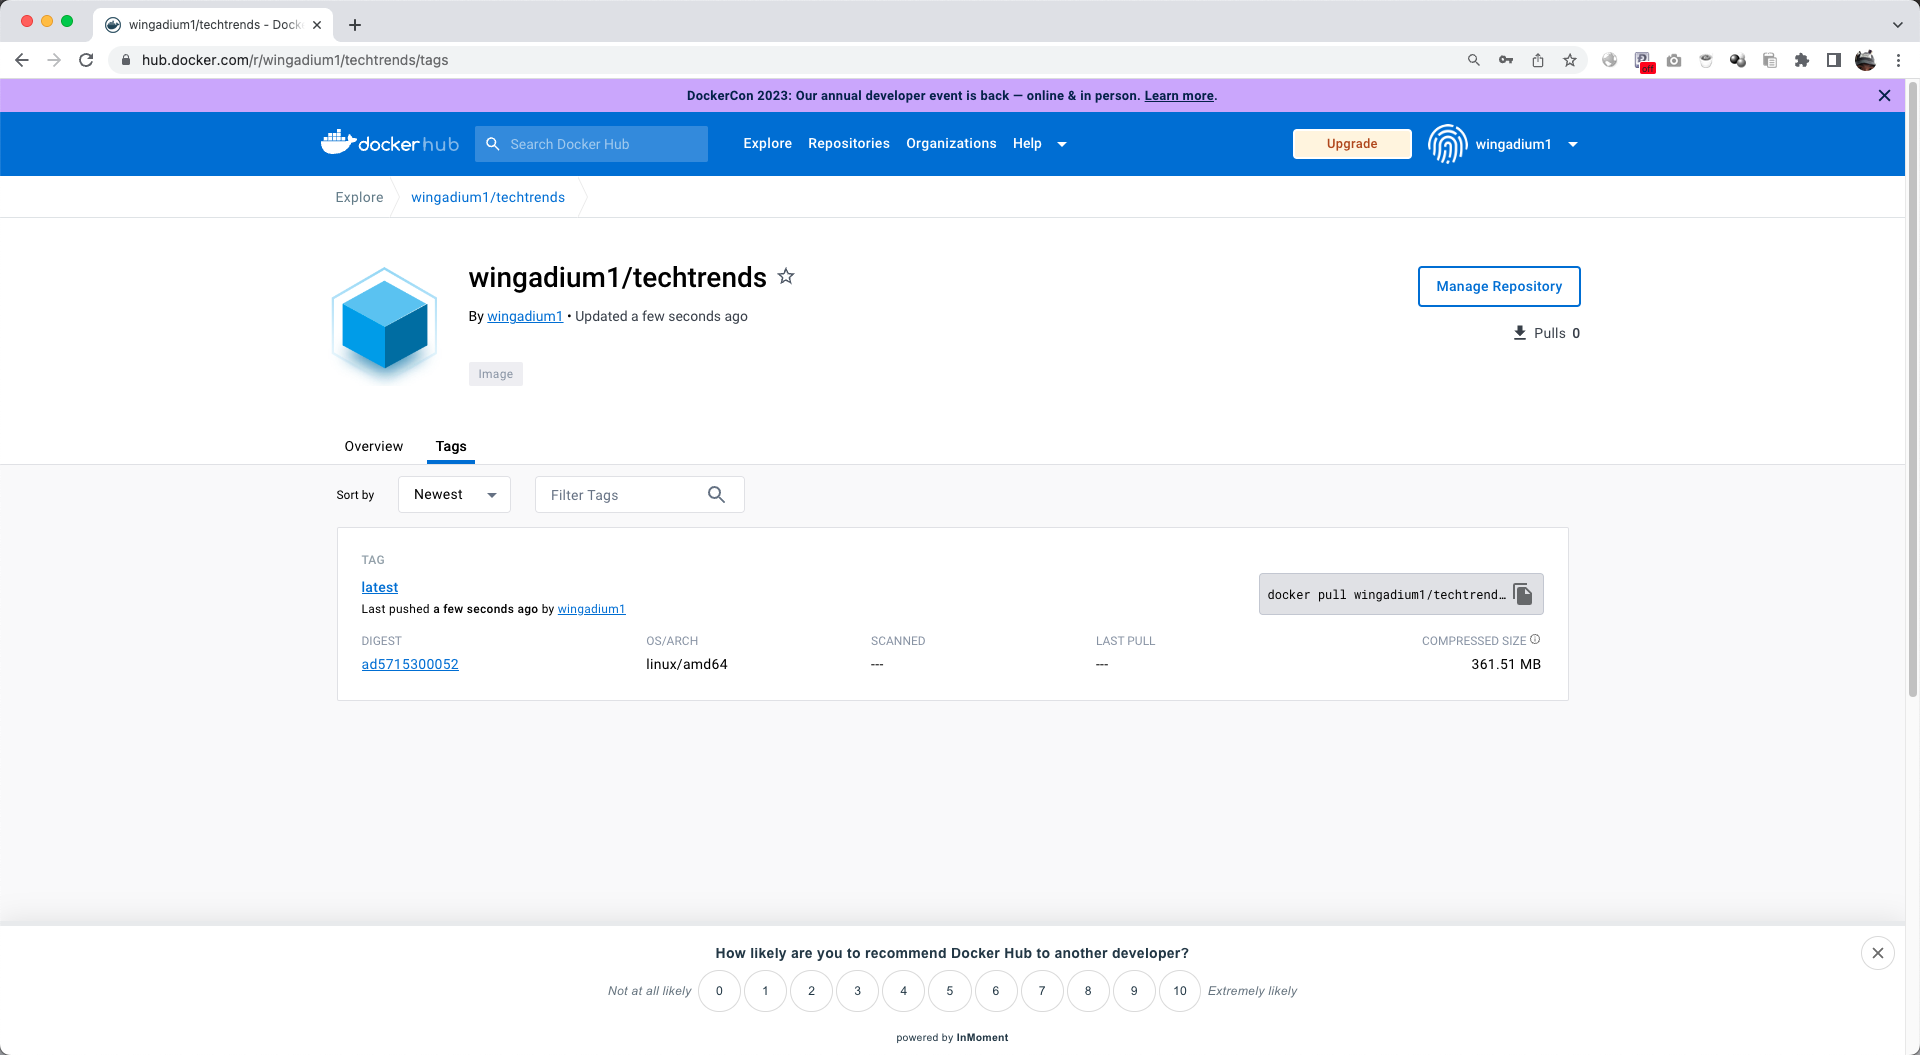 wingadium1/techtrends - Dock
hub.docker.com/r/wingadium1/techtrends/tags
off
DockerCon 2023: Our annual developer event is back — online & in person. Learn more.
docker hub
Search Docker Hub
Explore
Repositories
Organizations
Help
Upgrade
wingadium1
Explore
wingadium1/techtrends
wingadium1/techtrends
By wingadium1 • Updated a few seconds ago
Image
Manage Repository
Pulls 0
Overview
Tags
Sort by
Newest
Filter Tags
TAG
latest
Last pushed a few seconds ago by wingadium1
docker pull wingadium1/techtrend…
DIGEST
OS/ARCH
SCANNED
LAST PULL
COMPRESSED SIZE
ad5715300052
linux/amd64
---
---
361.51 MB
How likely are you to recommend Docker Hub to another developer?
Not at all likely 0 1 2 3 4 5 6 7 8 9 10 Extremely likely
powered by InMoment